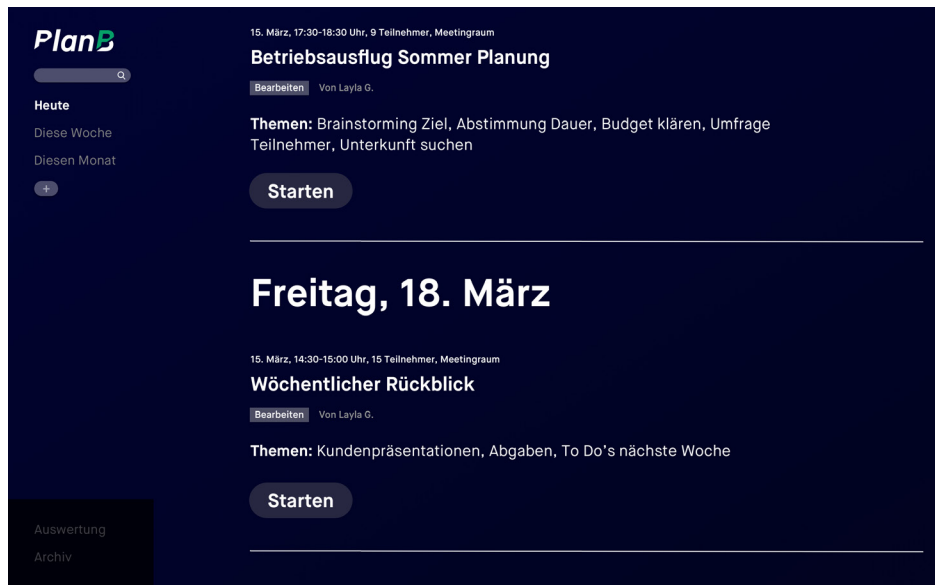 PlanB
Heute
Diese Woche
Diesen Monat
+
Auswertung
Archiv
15. März, 17:30-18:30 Uhr, 9 Teilnehmer, Meetingraum
Betriebsausflug Sommer Planung
Bearbeiten Von Layla G.
Themen: Brainstorming Ziel, Abstimmung Dauer, Budget klären, Umfrage
Teilnehmer, Unterkunft suchen
Starten
Freitag, 18. März
15. März, 14:30-15:00 Uhr, 15 Teilnehmer, Meetingraum
Wöchentlicher Rückblick
Bearbeiten Von Layla G.
Themen: Kundenpräsentationen, Abgaben, To Do's nächste Woche
Starten